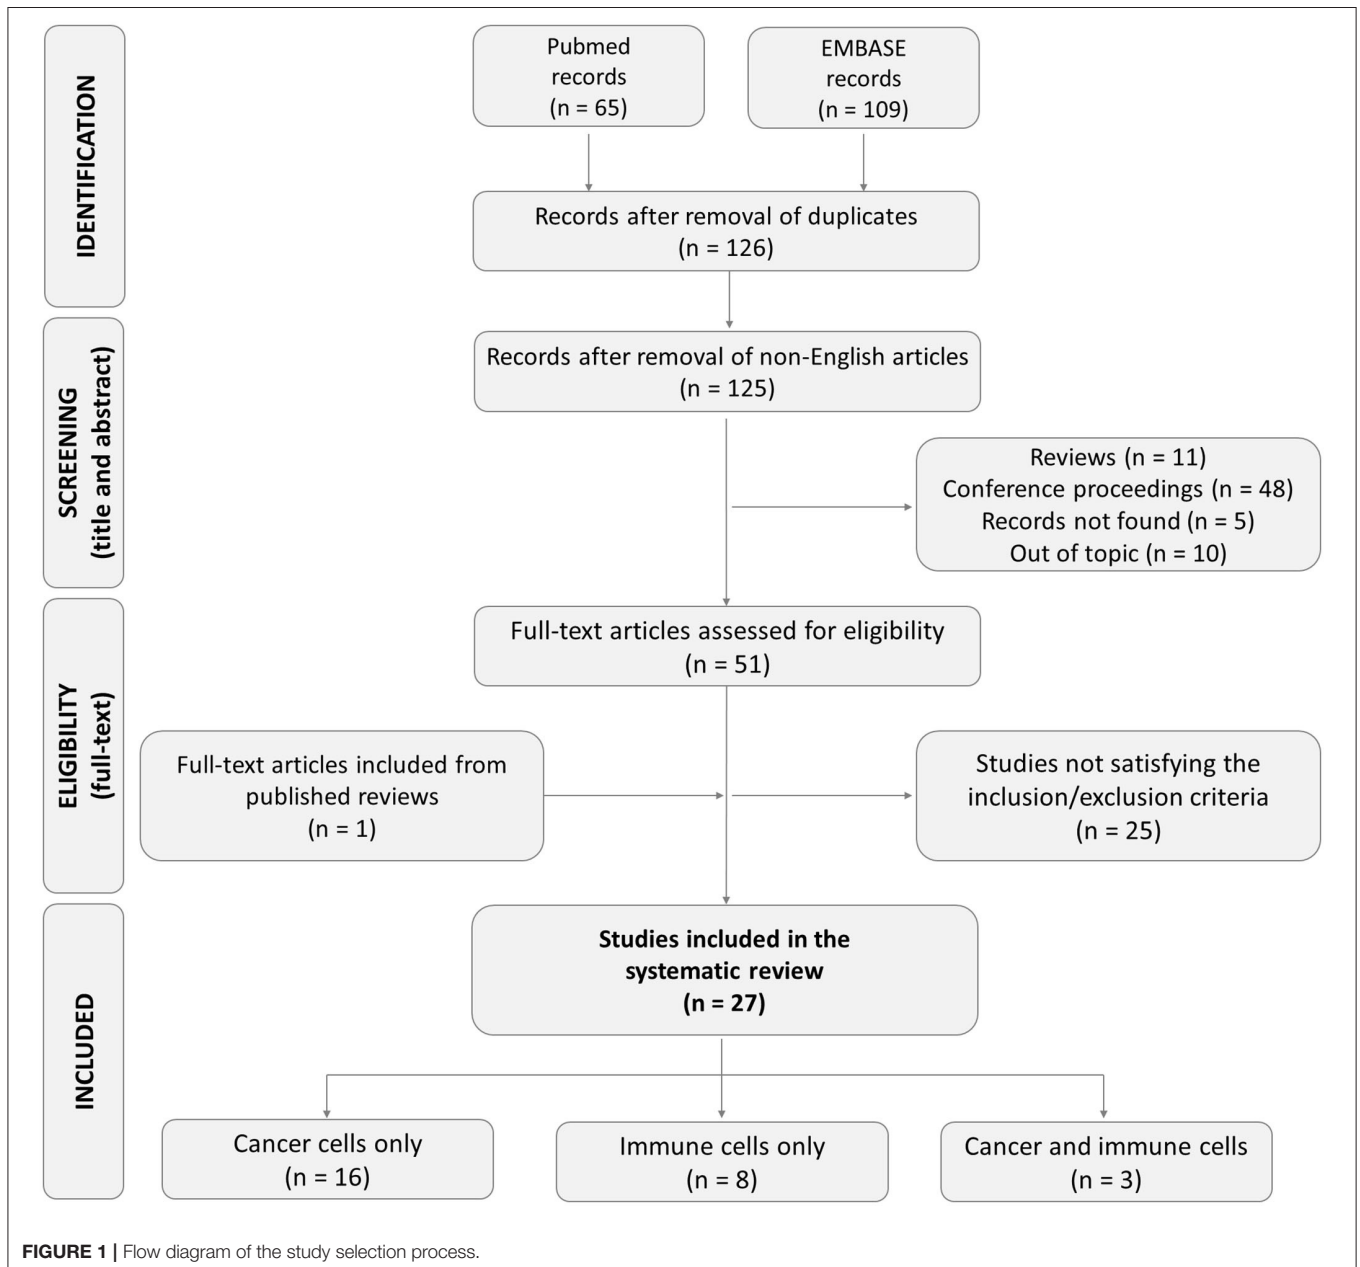 IDENTIFICATION
Pubmed
records
(n = 65)
EMBASE
records
(n = 109)
Records after removal of duplicates
(n = 126)
SCREENING
(title and abstract)
Records after removal of non-English articles
(n = 125)
Reviews (n = 11)
Conference proceedings (n = 48)
Records not found (n = 5)
Out of topic (n = 10)
ELIGIBILITY
(full-text)
Full-text articles assessed for eligibility
(n = 51)
Full-text articles included from
published reviews
(n = 1)
Studies not satisfying the
inclusion/exclusion criteria
(n = 25)
INCLUDED
Studies included in the
systematic review
(n = 27)
Cancer cells only
(n = 16)
Immune cells only
(n = 8)
Cancer and immune cells
(n = 3)
FIGURE 1 | Flow diagram of the study selection process.